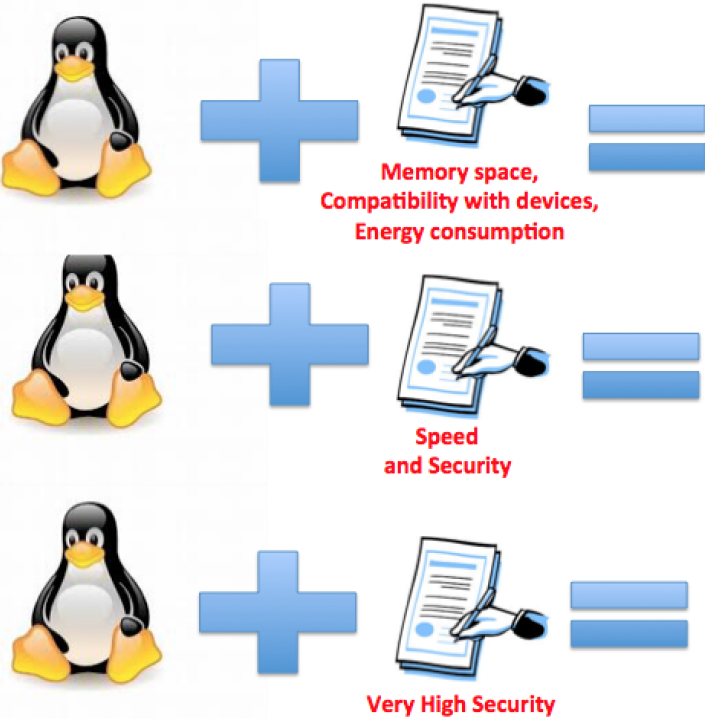 Memory space,
Compatibility with devices,
Energy consumption
Speed
and Security
Very High Security